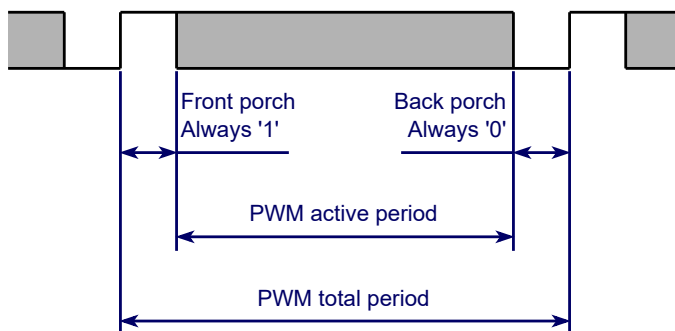 Front porch
Always '1'
Back porch
Always '0'
PWM active period
PWM total period